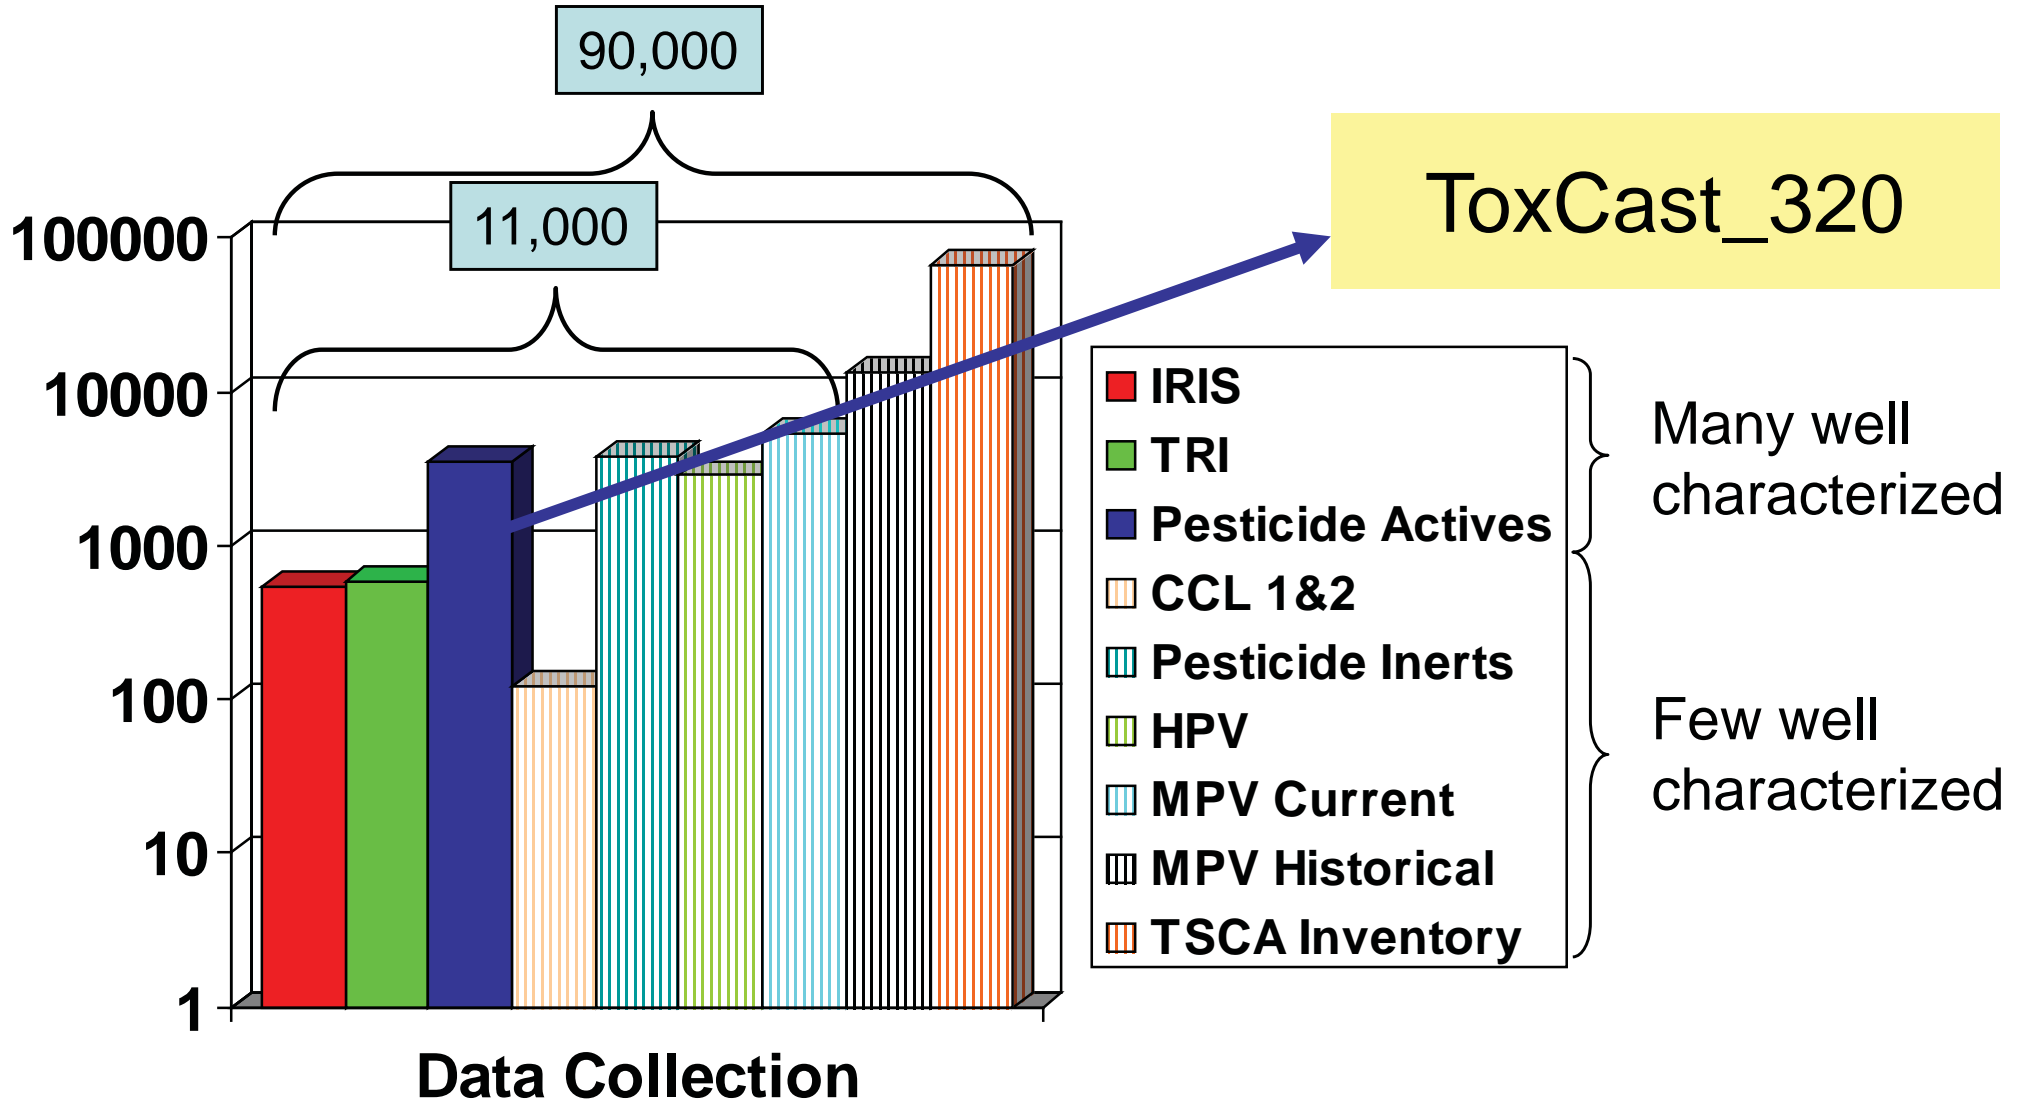 90,000
11,000
ToxCast_320
100000
10000
1000
100
10
1
Data Collection
IRIS
TRI
Pesticide Actives
CCL 1&2
Pesticide Inerts
HPV
MPV Current
MPV Historical
TSCA Inventory
Many well
characterized
Few well
characterized